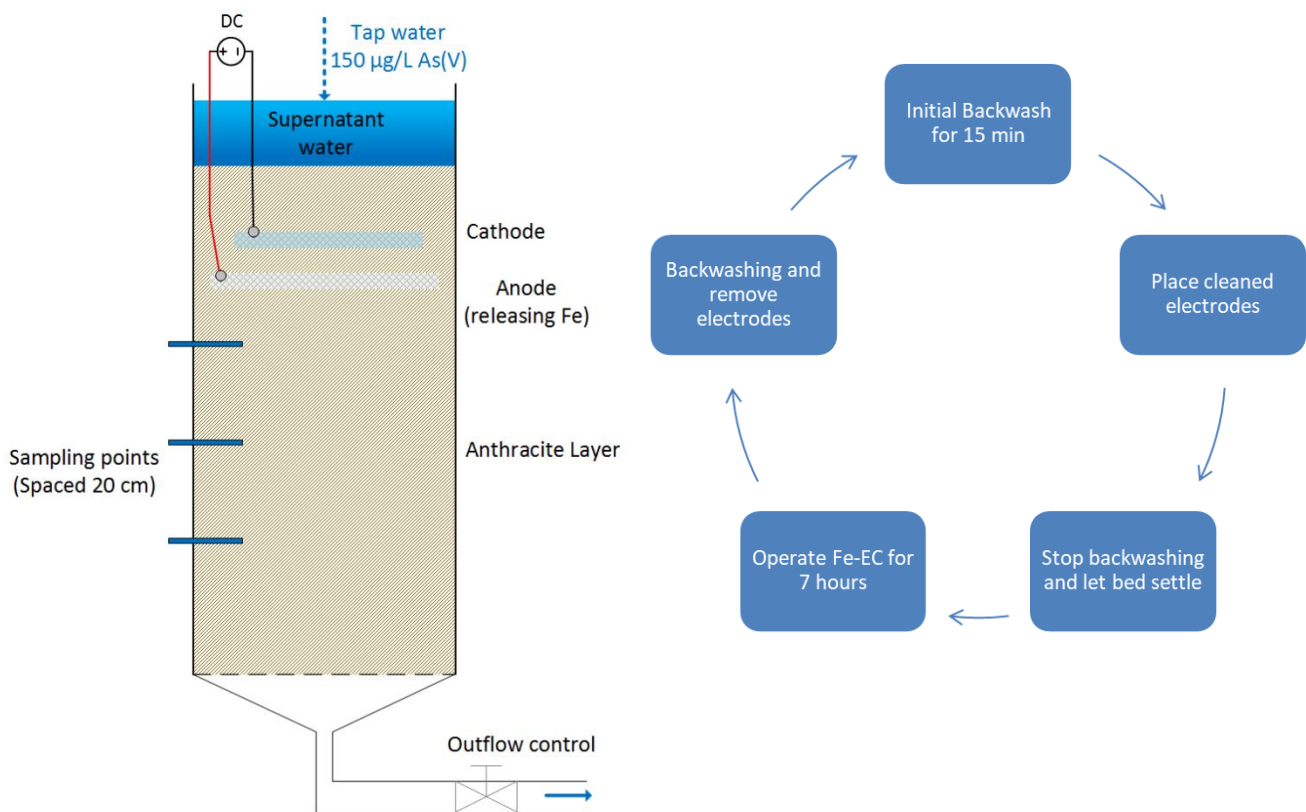 DC
+ -
Tap water
150 µg/L As(V)
Supernatant
water
Cathode
Anode
(releasing Fe)
Sampling points
(Spaced 20 cm)
Anthracite Layer
Outflow control
Initial Backwash
for 15 min
Place cleaned
electrodes
Stop backwashing
and let bed settle
Operate Fe-EC for
7 hours
Backwashing and
remove
electrodes